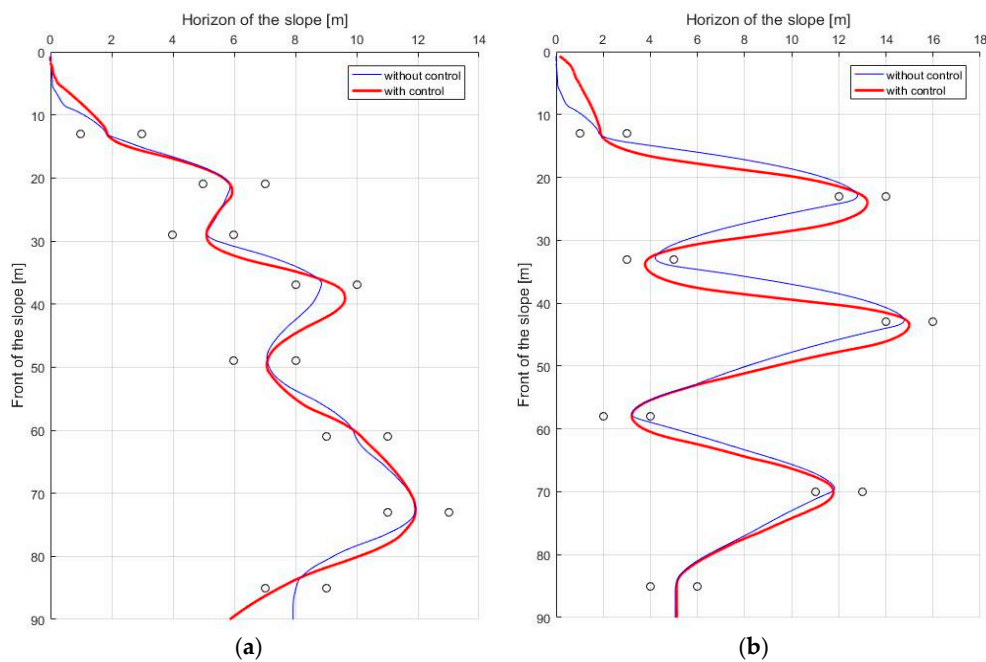 Horizon of the slope [m]
0 2 4 6 8 10 12 14
0
10
20
30
40
50
60
70
80
90
Front of the slope [m]
without control
with control
(a)
Horizon of the slope [m]
0 2 4 6 8 10 12 14 16 18
0
10
20
30
40
50
60
70
80
90
Front of the slope [m]
without control
with control
(b)